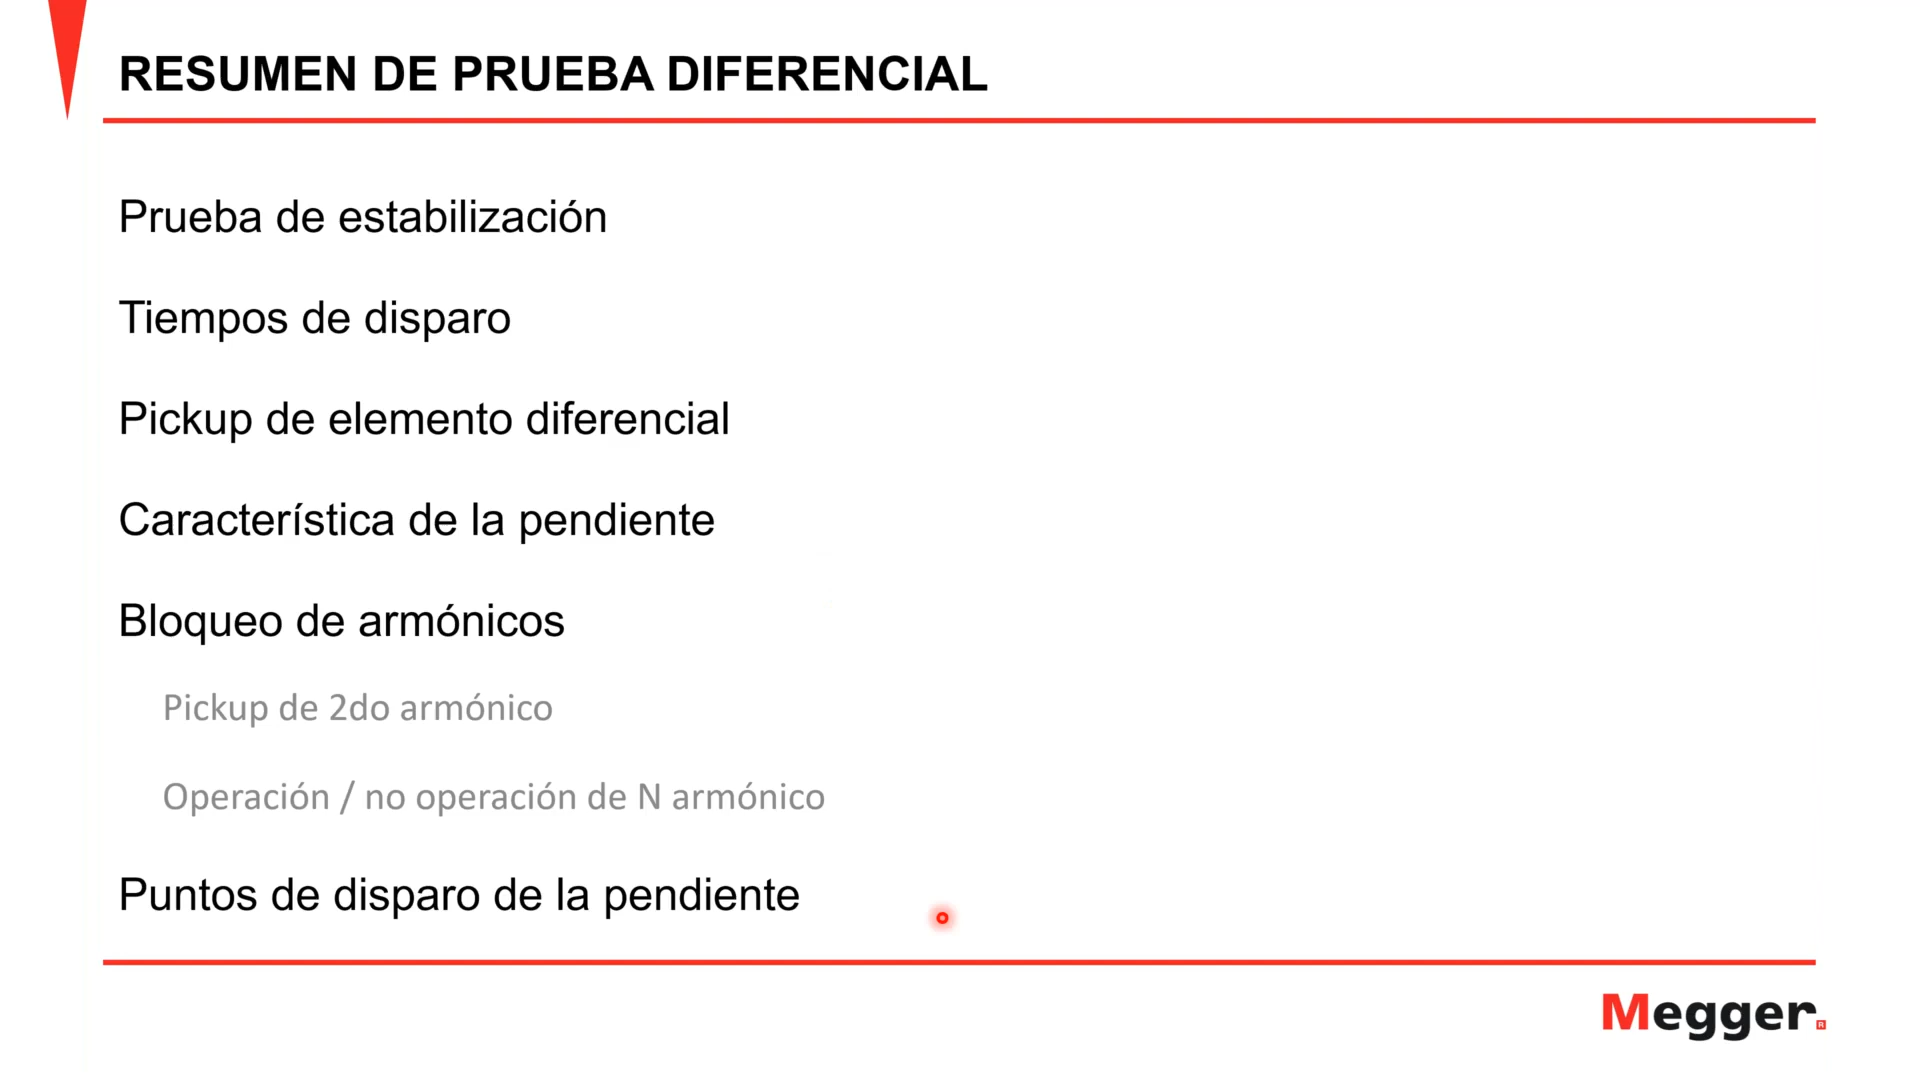 RESUMEN DE PRUEBA DIFERENCIAL
Prueba de estabilización
Tiempos de disparo
Pickup de elemento diferencial
Característica de la pendiente
Bloqueo de armónicos
Pickup de 2do armónico
Operación / no operación de N armónico
Puntos de disparo de la pendiente
Megger